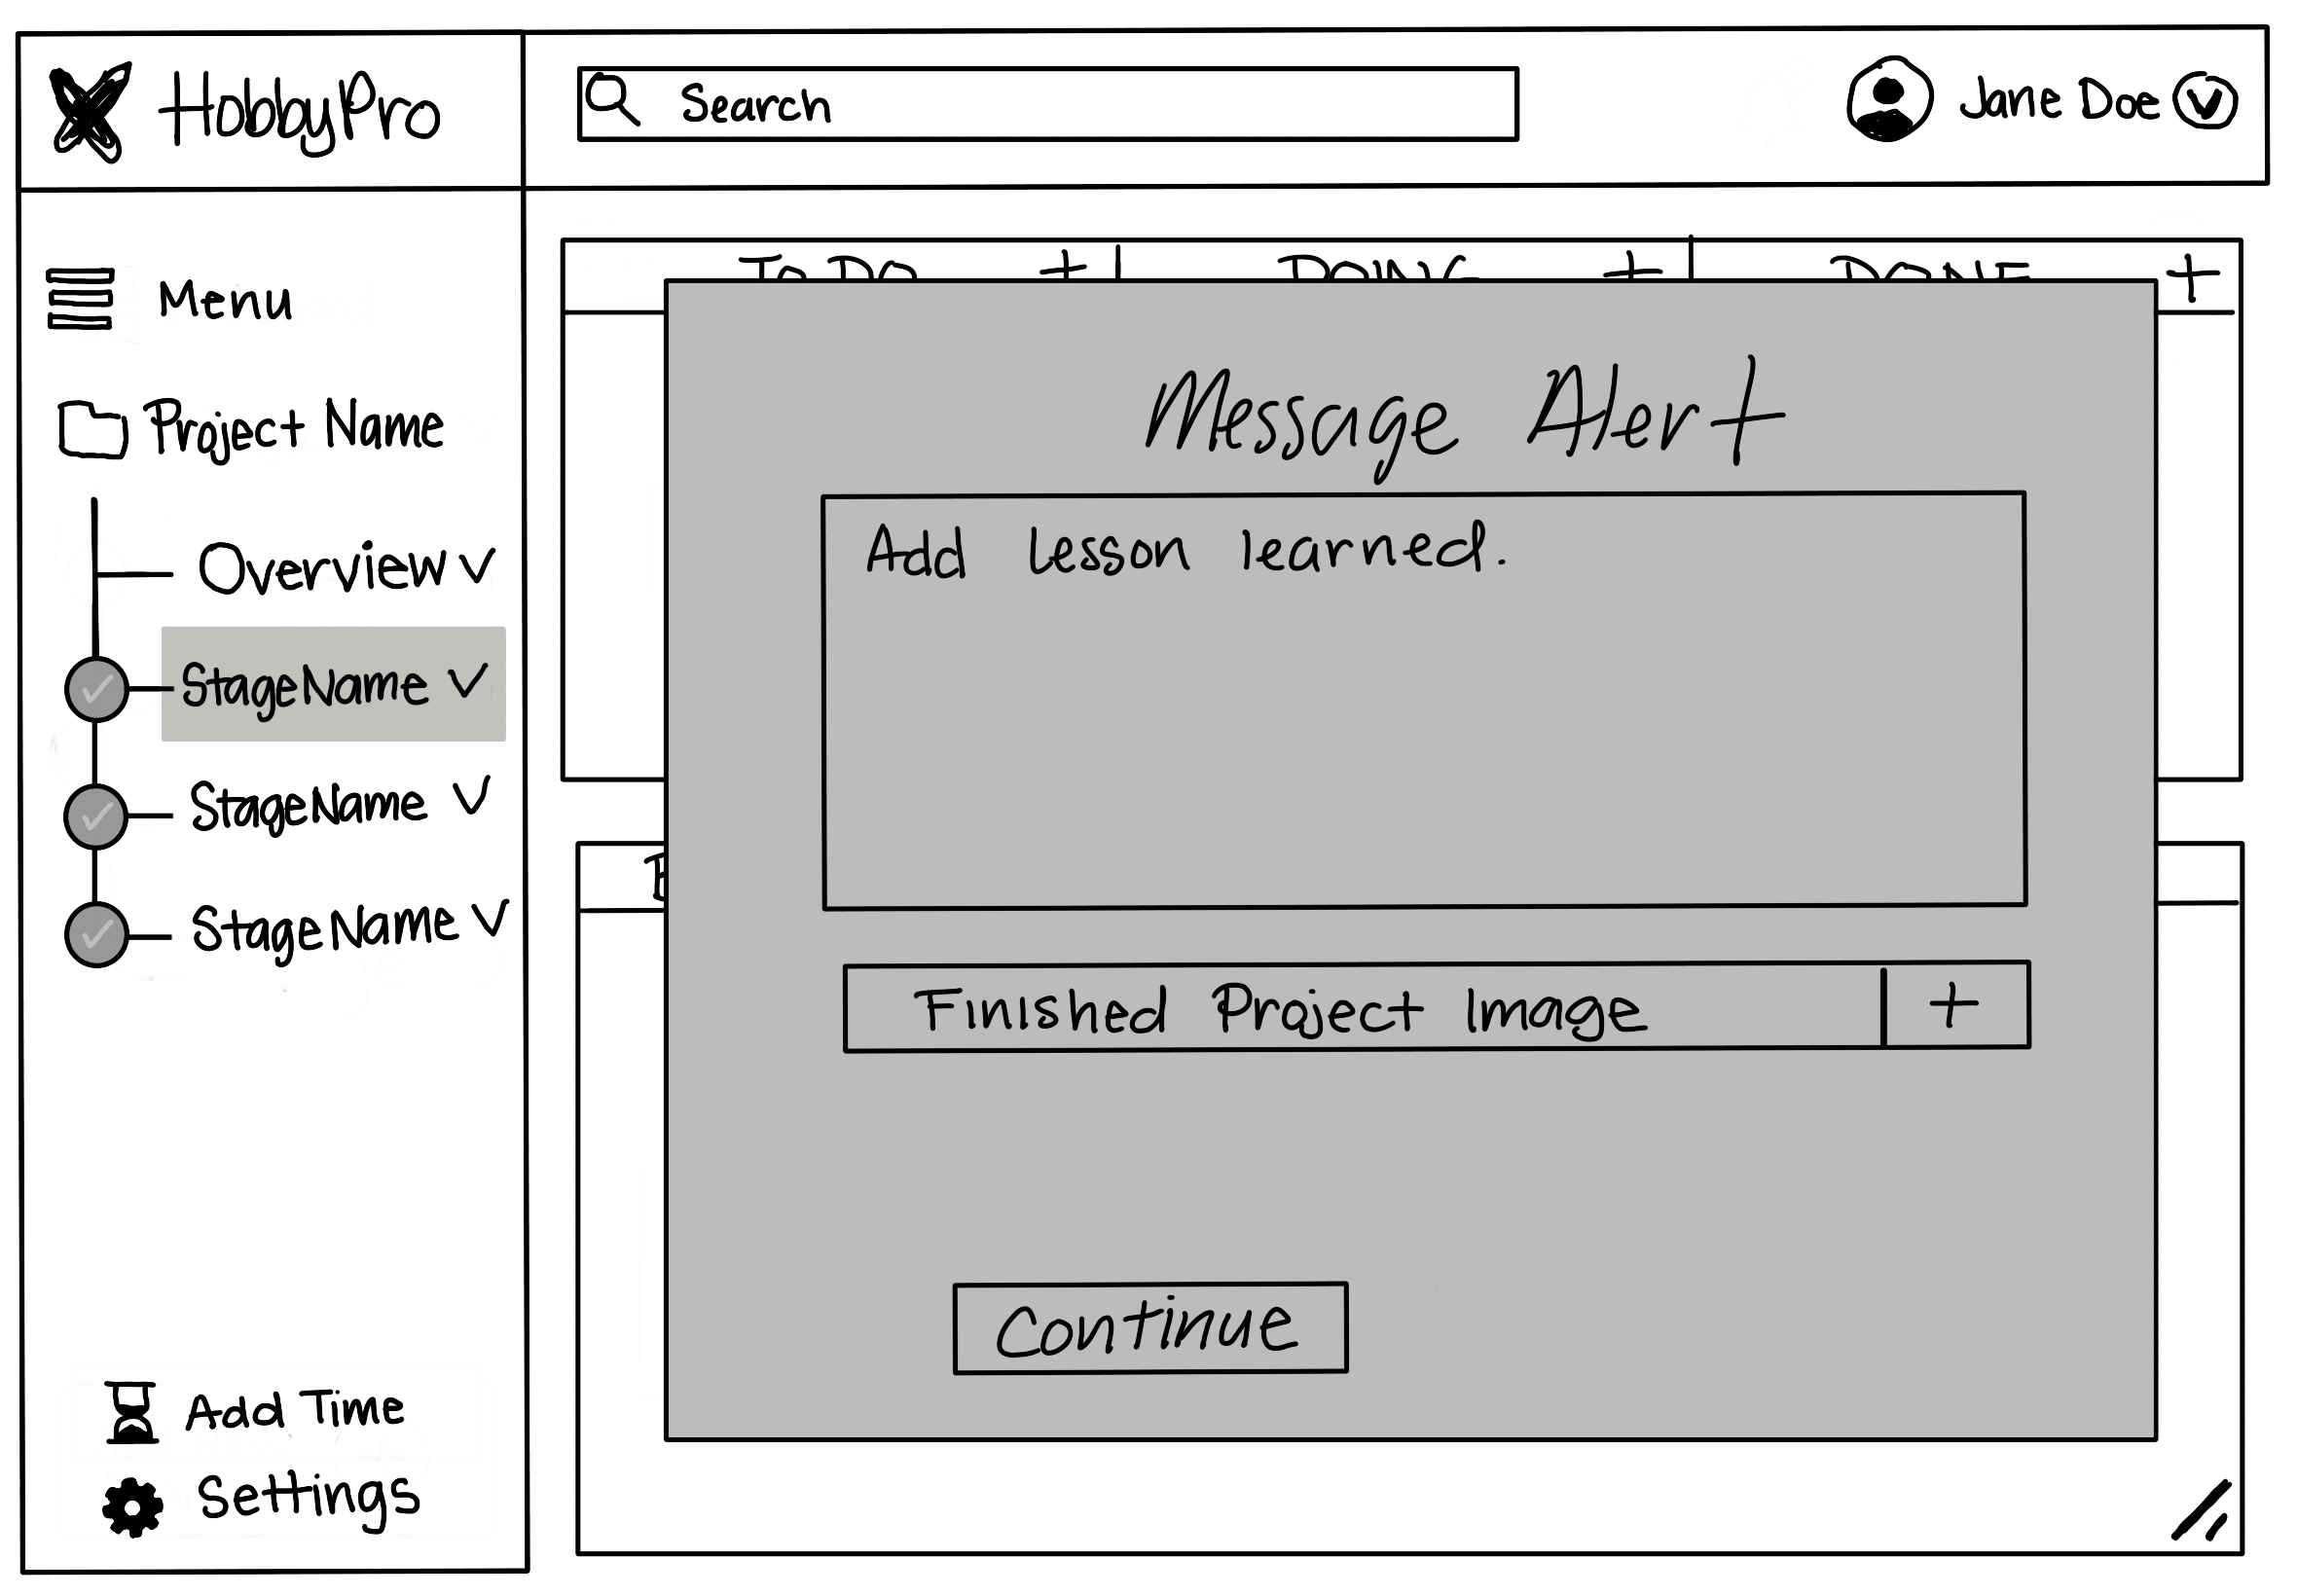 HobbyPro
Search
Jane Doe
Menu
Project Name
Overview
StageName
StageName
StageName
Add Time
Settings
To Do +
DOING +
DONE +
Message Alert
Add Lesson learned.
Finished Project Image +
Continue